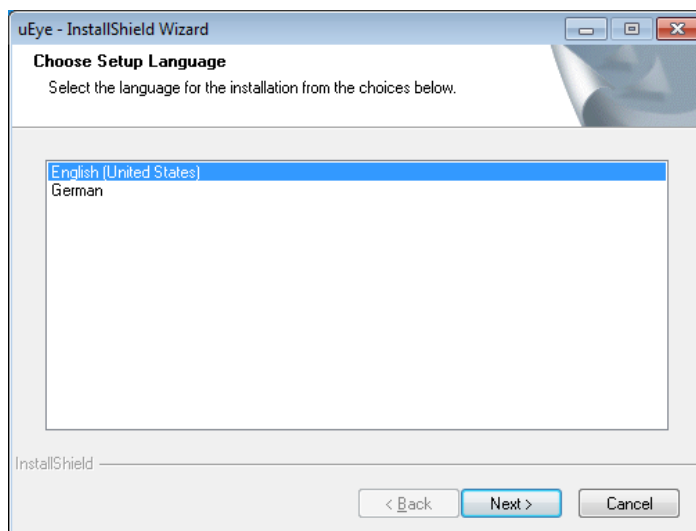 uEye - InstallShield Wizard
Choose Setup Language
Select the language for the installation from the choices below.
English (United States)
German
InstallShield
< Back
Next >
Cancel